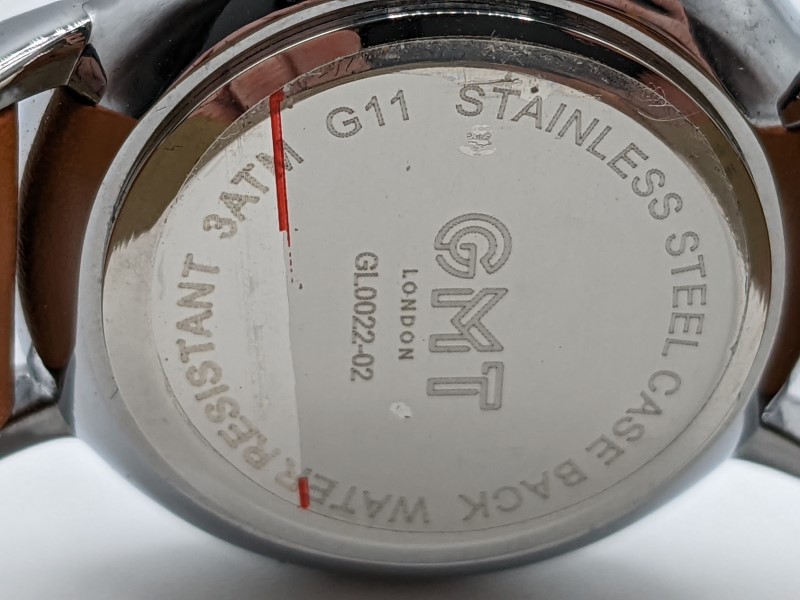 GMT
LONDON
GL0022-02
STAINLESS STEEL CASE BACK WATER RESISTANT 3ATM G11